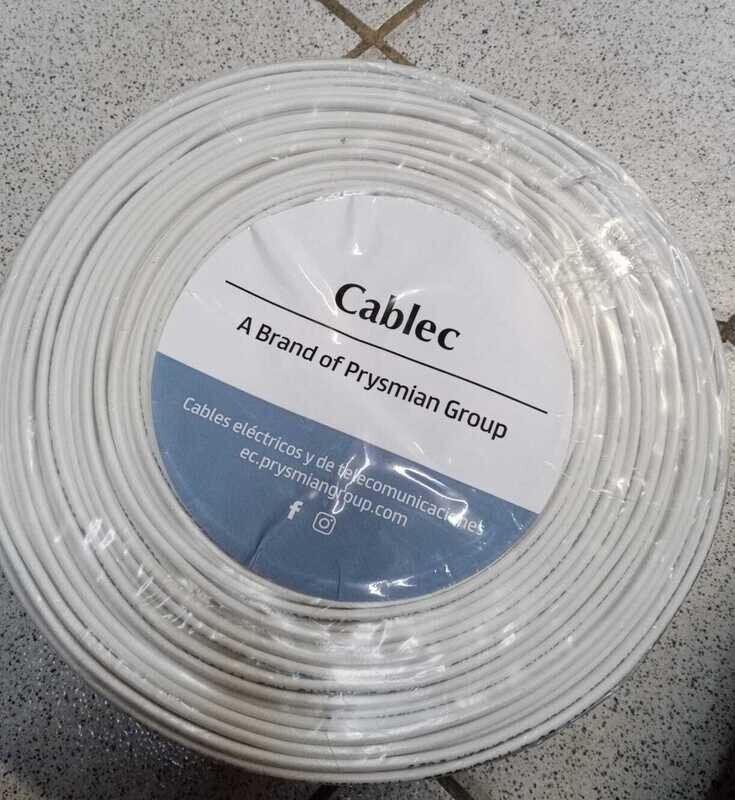 Cablec
A Brand of Prysmian Group
Cables eléctricos y de telecomunicaciones
ec.prysmiangroup.com
f